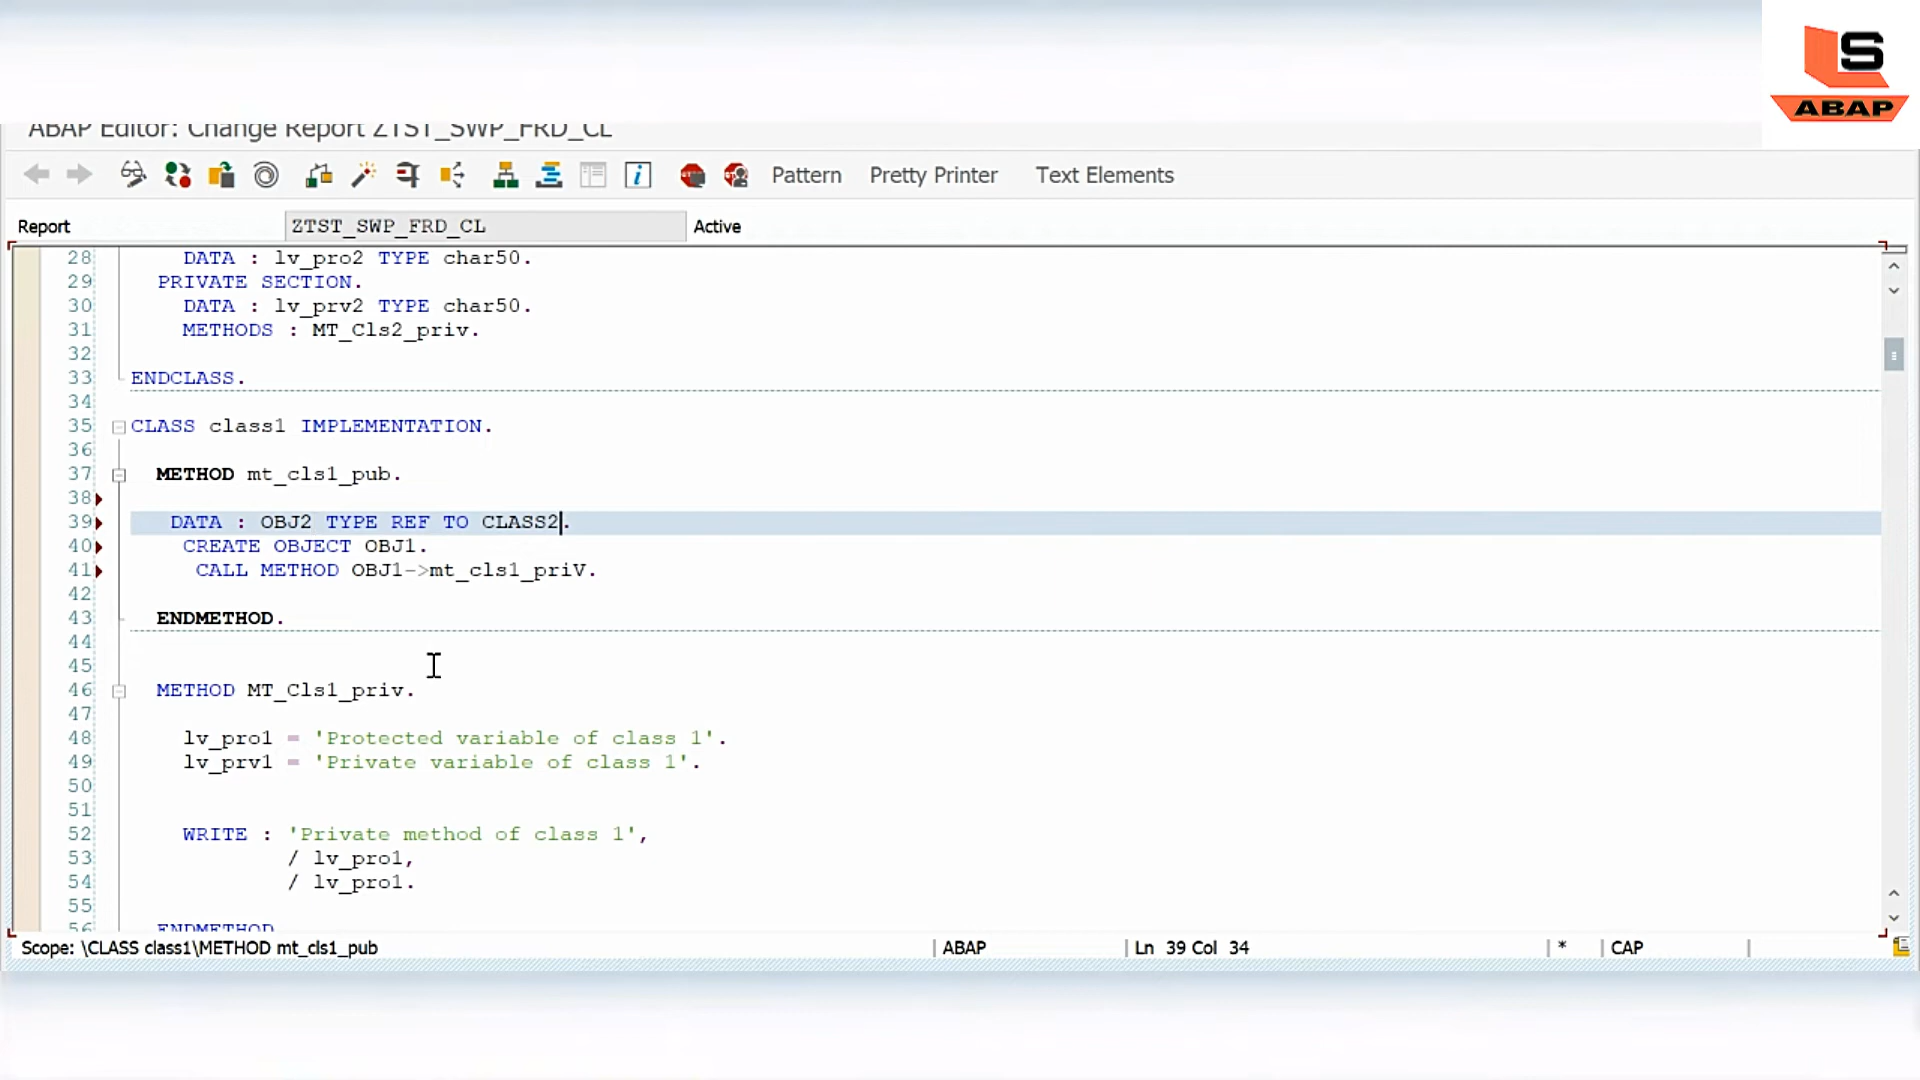 LS
ABAP
ABAP Editor: Change Report ZTST_SWP_FRD_CL
Pattern Pretty Printer Text Elements
Report ZTST_SWP_FRD_CL Active
28 DATA : lv_pro2 TYPE char50.
29 PRIVATE SECTION.
30 DATA : lv_prv2 TYPE char50.
31 METHODS : MT_Cls2_priv.
32
33 ENDCLASS.
34
35 CLASS class1 IMPLEMENTATION.
36
37 METHOD mt_cls1_pub.
38
39 DATA : OBJ2 TYPE REF TO CLASS2.
40 CREATE OBJECT OBJ1.
41 CALL METHOD OBJ1->mt_cls1_priV.
42
43 ENDMETHOD.
44
45
46 METHOD MT_Cls1_priv.
47
48 lv_pro1 = 'Protected variable of class 1'.
49 lv_prv1 = 'Private variable of class 1'.
50
51
52 WRITE : 'Private method of class 1',
53 / lv_pro1,
54 / lv_pro1.
55
56 ENDMETHOD
Scope: \CLASS class1\METHOD mt_cls1_pub ABAP Ln 39 Col 34 * CAP